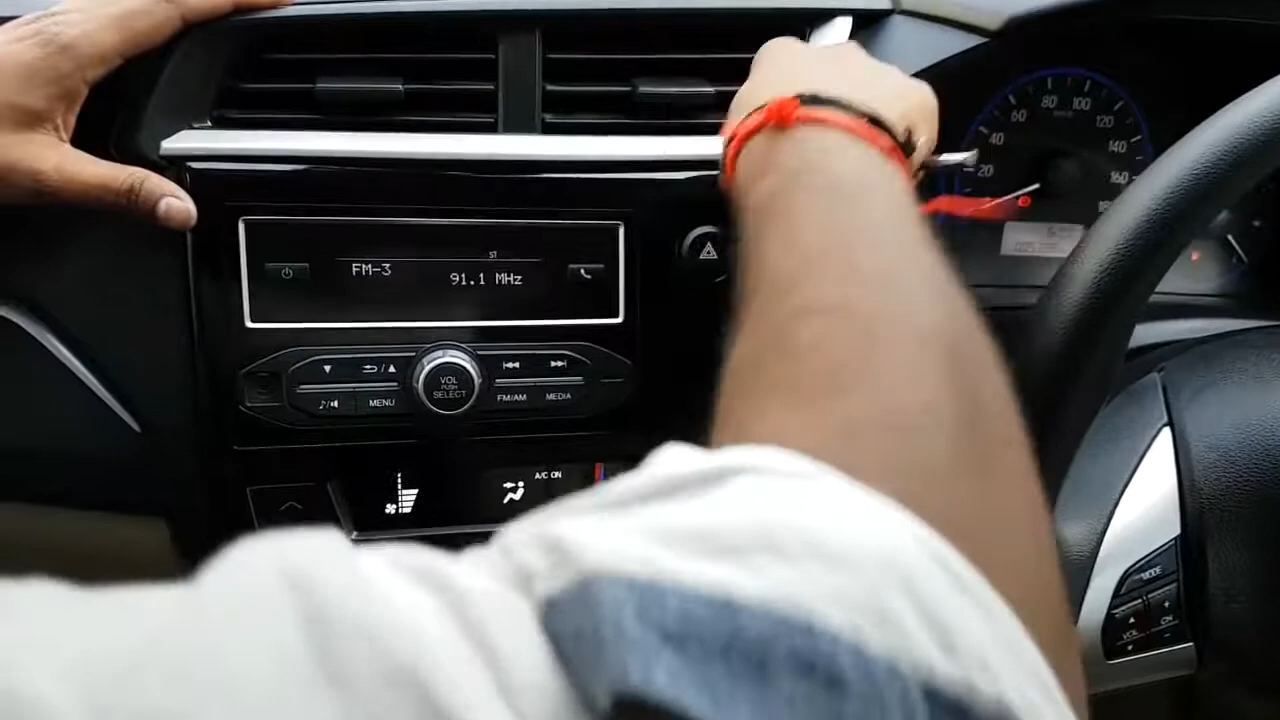 80 100
60 120
40 140
20 160
ST
FM-3 91.1 MHz
VOL
PUSH
SELECT
MENU
FM/AM MEDIA
A/C ON
MODE
VOL CH